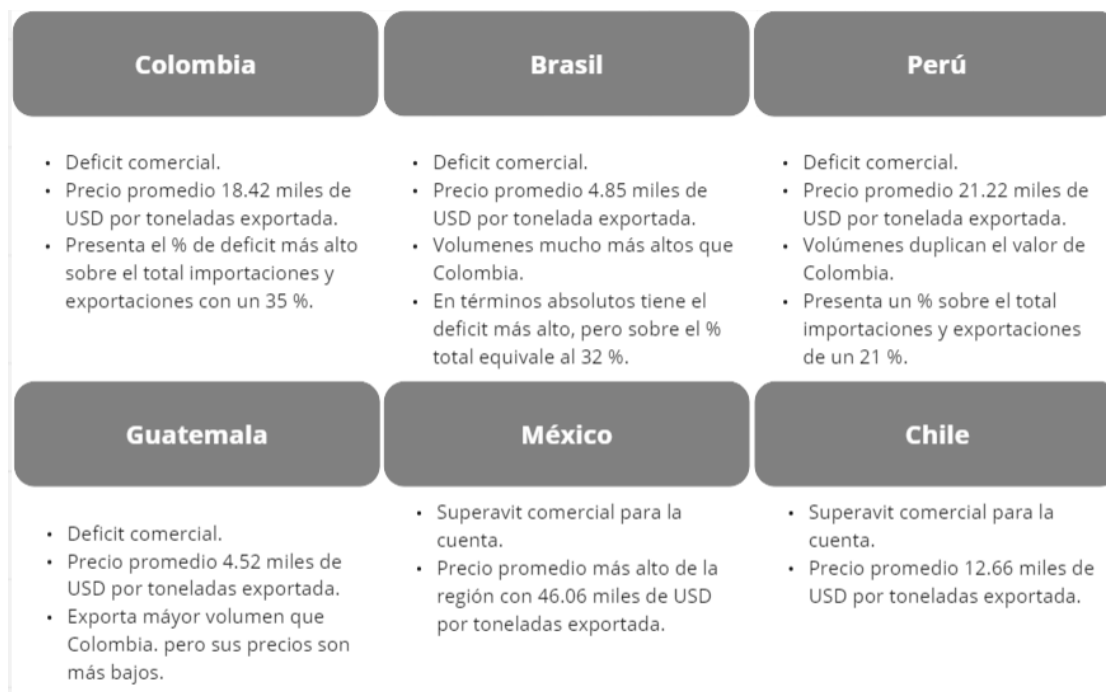 Colombia
• Deficit comercial.
• Precio promedio 18.42 miles de
USD por toneladas exportada.
• Presenta el % de deficit más alto
sobre el total importaciones y
exportaciones con un 35 %.
Brasil
• Deficit comercial.
• Precio promedio 4.85 miles de
USD por tonelada exportada.
• Volumenes mucho más altos que
Colombia.
• En términos absolutos tiene el
deficit más alto, pero sobre el %
total equivale al 32 %.
Perú
• Deficit comercial.
• Precio promedio 21.22 miles de
USD por tonelada exportada.
• Volúmenes duplican el valor de
Colombia.
• Presenta un % sobre el total
importaciones y exportaciones
de un 21 %.
Guatemala
• Deficit comercial.
• Precio promedio 4.52 miles de
USD por toneladas exportada.
• Exporta máyor volumen que
Colombia. pero sus precios son
más bajos.
México
• Superavit comercial para la
cuenta.
• Precio promedio más alto de la
región con 46.06 miles de USD
por toneladas exportada.
Chile
• Superavit comercial para la
cuenta.
• Precio promedio 12.66 miles de
USD por toneladas exportada.